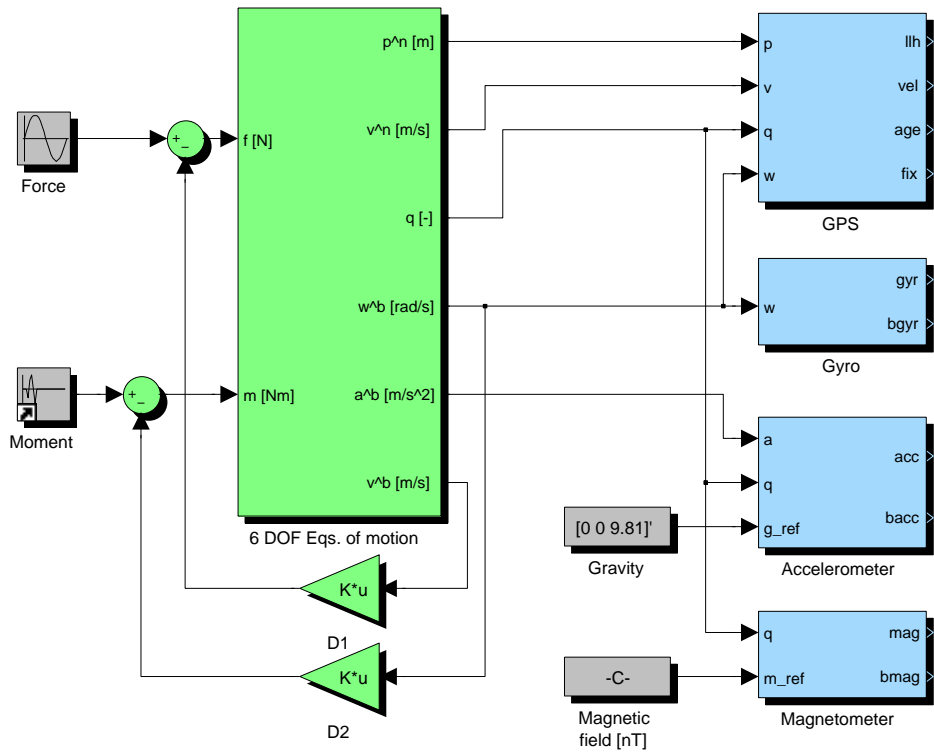 Force
+
−
f [N]
Moment
+
−
m [Nm]
p^n [m]
v^n [m/s]
q [-]
w^b [rad/s]
a^b [m/s^2]
v^b [m/s]
6 DOF Eqs. of motion
K*u
D1
K*u
D2
p
v
q
w
llh
vel
age
fix
GPS
w
gyr
bgyr
Gyro
[0 0 9.81]'
Gravity
a
q
g_ref
acc
bacc
Accelerometer
-C-
Magnetic
field [nT]
q
m_ref
mag
bmag
Magnetometer